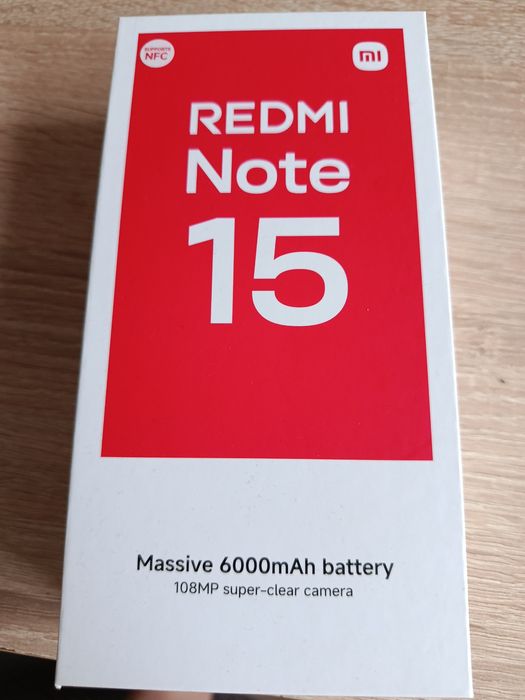 SUPPORTS
NFC
mi
REDMI
Note
15
Massive 6000mAh battery
108MP super-clear camera